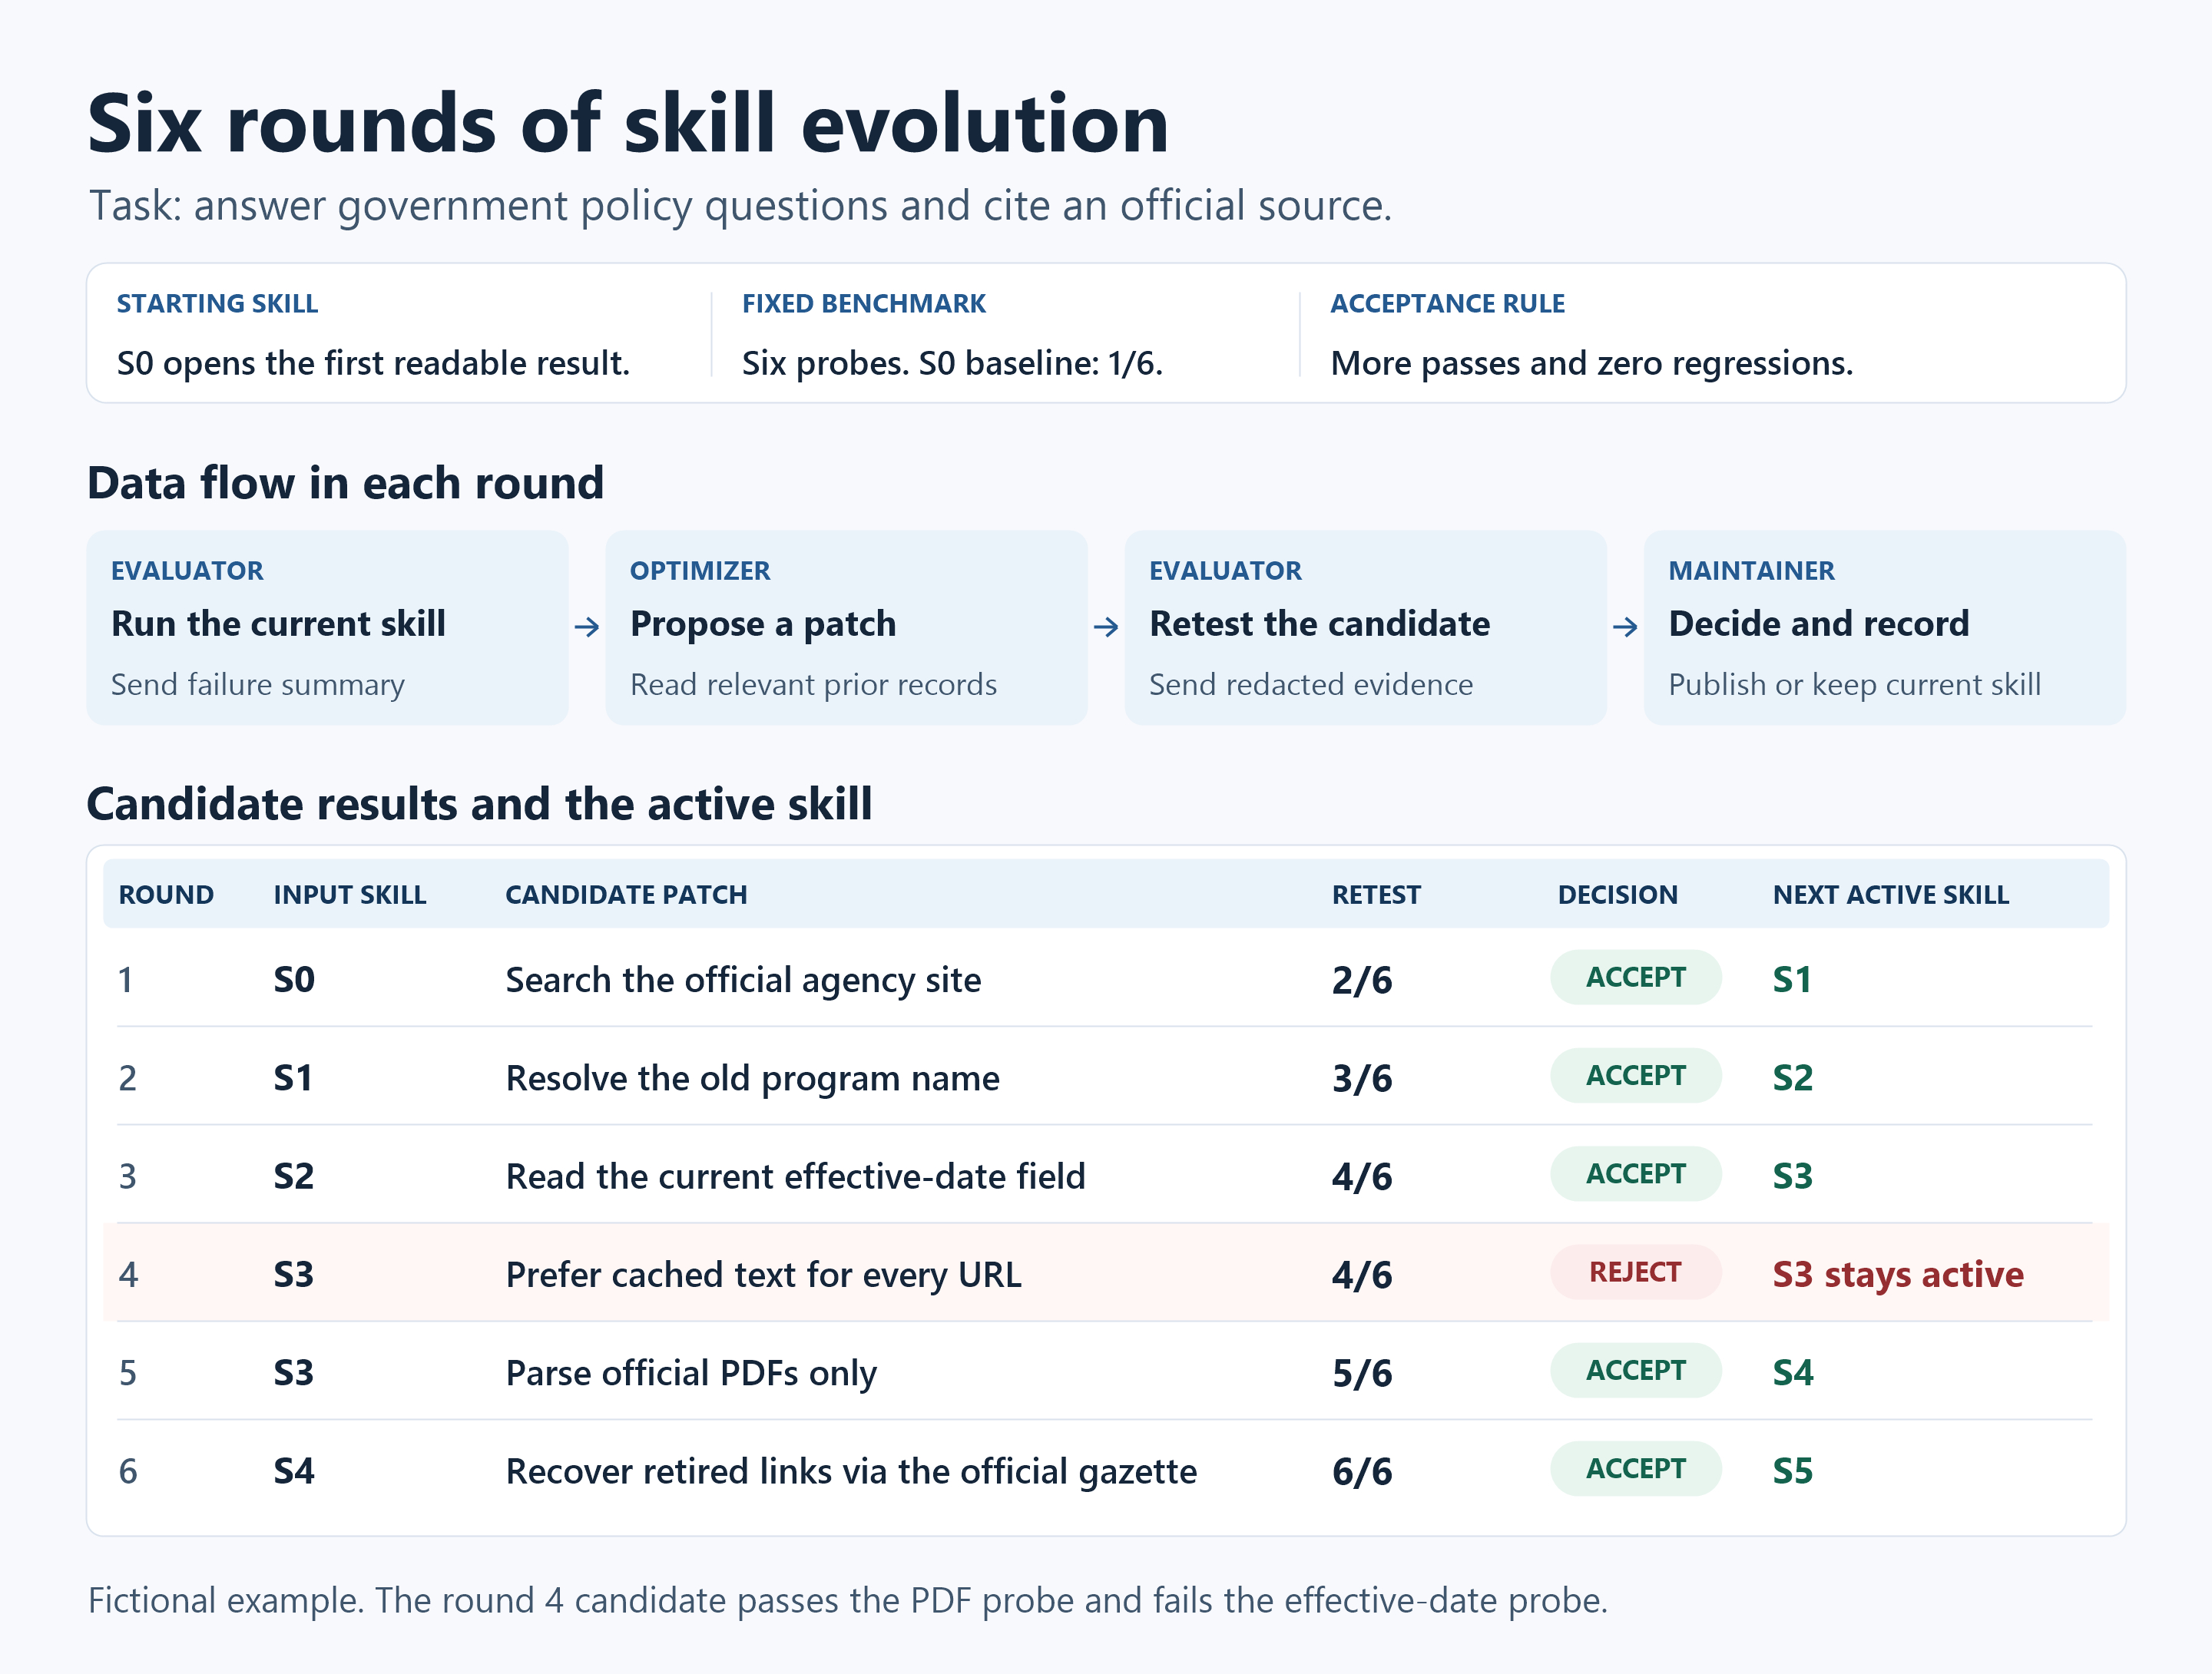 Six rounds of skill evolution
Task: answer government policy questions and cite an official source.
STARTING SKILL
S0 opens the first readable result.
FIXED BENCHMARK
Six probes. S0 baseline: 1/6.
ACCEPTANCE RULE
More passes and zero regressions.
Data flow in each round
EVALUATOR
Run the current skill
Send failure summary
→
OPTIMIZER
Propose a patch
Read relevant prior records
→
EVALUATOR
Retest the candidate
Send redacted evidence
→
MAINTAINER
Decide and record
Publish or keep current skill
Candidate results and the active skill
ROUND INPUT SKILL CANDIDATE PATCH RETEST DECISION NEXT ACTIVE SKILL
1 S0 Search the official agency site 2/6 ACCEPT S1
2 S1 Resolve the old program name 3/6 ACCEPT S2
3 S2 Read the current effective-date field 4/6 ACCEPT S3
4 S3 Prefer cached text for every URL 4/6 REJECT S3 stays active
5 S3 Parse official PDFs only 5/6 ACCEPT S4
6 S4 Recover retired links via the official gazette 6/6 ACCEPT S5
Fictional example. The round 4 candidate passes the PDF probe and fails the effective-date probe.